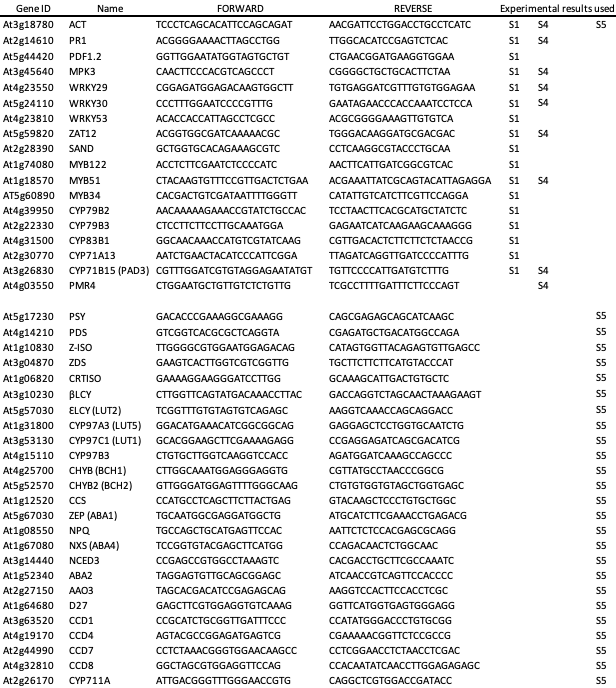 Gene ID Name FORWARD REVERSE Experimental results used
At3g18780 ACT TCCCTCAGCACATTCCAGCAGAT AACGATTCCTGGACCTGCCTCATC S1 S4 S5
At2g14610 PR1 ACGGGGAAAACTTAGCCTGG TTGGCACATCCGAGTCTCAC S1 S4
At5g44420 PDF1.2 GGTTGGAATATGGTAGTGCTGT CTGAACGGATGAAGGTGGAA S1
At3g45640 MPK3 CAACTTCCCACGTCAGCCCT CGGGGCTGCTGCACTTCTAA S1 S4
At4g23550 WRKY29 CGGAGATGGAGACAAGTGGCTT TGTGAGGATCGTTTGTGTGGAGAA S1 S4
At5g24110 WRKY30 CCCTTTGGAATCCCCGTTTG GAATAGAACCCACCAAATCCTCCA S1 S4
At4g23810 WRKY53 ACACCACCATTAGCCTCGCC ACGCGGGGAAAGTTGTGTCA S1
At5g59820 ZAT12 ACGGTGGCGATCAAAAACGC TGGGACAAGGATGCGACGAC S1 S4
At2g28390 SAND GCTGGTGCACAGAAAGCGTC CCTCAAGGCGTACCCTGCAA S1
At1g74080 MYB122 ACCTCTTCGAATCTCCCCATC AACTTCATTGATCGGCGTCAC S1
At1g18570 MYB51 CTACAAGTGTTTCCGTTGACTCTGAA ACGAAATTATCGCAGTACATTAGAGGA S1 S4
AT5g60890 MYB34 CACGACTGTCGATAATTTTGGGTT CATATTGTCATCTTCGTTCCAGGA S1
At4g39950 CYP79B2 AACAAAAAGAAACCGTATCTGCCAC TCCTAACTTCACGCATGCTATCTC S1
At2g22330 CYP79B3 CTCCTTCTTCCTTGCAAATGGA GAGAATCATCAAGAAGCAAAGGG S1
At4g31500 CYP83B1 GGCAACAAACCATGTCGTATCAAG CGTTGACACTCTTCTTCTCTAACCG S1
At2g30770 CYP71A13 AATCTGAACTACATCCCATTCGGA TTAGATCAGGTTGATCCCCATTTG S1
At3g26830 CYP71B15 (PAD3) CGTTTGGATCGTGTAGGAGAATATGT TGTTCCCCATTGATGTCTTTG S1 S4
At4g03550 PMR4 CTGGAATGCTGTTGTCTCTGTTG TCGCCTTTTGATTTCTTCCCAGT S4
At5g17230 PSY GACACCCGAAAGGCGAAAGG CAGCGAGAGCAGCATCAAGC S5
At4g14210 PDS GTCGGTCACGCGCTCAGGTA CGAGATGCTGACATGGCCAGA S5
At1g10830 Z-ISO TTGGGGCGTGGAATGGAGACAG CATAGTGGTTACAGAGTGTTGAGCC S5
At3g04870 ZDS GAAGTCACTTGGTCGTCGGTTG TGCTTCTTCTTCATGTACCCAT S5
At1g06820 CRTISO GAAAAGGAAGGGATCCTTGG GCAAAGCATTGACTGTGCTC S5
At3g10230 βLCY CTTGGTTCAGTATGACAAACCTTAC GACCAGGTCTAGCAACTAAAGAAGT S5
At5g57030 ELCY (LUT2) TCGGTTTGTGTAGTGTCAGAGC AAGGTCAAACCAGCAGGACC S5
At1g31800 CYP97A3 (LUT5) GGACATGAAACATCGGCGGCAG GAGGAGCTCCTGGTGCAATCTG S5
At3g53130 CYP97C1 (LUT1) GCACGGAAGCTTCGAAAAGAGG CCGAGGAGATCAGCGACATCG S5
At4g15110 CYP97B3 CTGTGCTTGGTCAAGGTCCACC AGATGGATCAAAGCCAGCCC S5
At4g25700 CHYB (BCH1) CTTGGCAAATGGAGGGAGGTG CGTTATGCCTAACCCGGCG S5
At5g52570 CHYB2 (BCH2) GTTGGGATGGAGTTTTGGGCAAG CTGTGTGGTGTAGCTGGTGAGC S5
At1g12520 CCS CCATGCCTCAGCTTCTTACTGAG GTACAAGCTCCCTGTGCTGGC S5
At5g67030 ZEP (ABA1) TGCAATGGCGAGGATGGCTG ATGCATCTTCGAAACCTGAGACG S5
At1g08550 NPQ TGCCAGCTGCATGAGTTCCAC AATTCTCTCCACGAGCGCAGG S5
At1g67080 NXS (ABA4) TCCGGTGTACGAGCTTCATGG CCAGACAACTCTGGCAAC S5
At3g14440 NCED3 CCGAGCCGTGGCCTAAAGTC CACGACCTGCTTCGCCAAATC S5
At1g52340 ABA2 TAGGAGTGTTGCAGCGGAGC ATCAACCGTCAGTTCCACCCC S5
At2g27150 AAO3 TAGCACGACATCCGAGAGCAG AAGGTCCACTTCCACCTCGC S5
At1g64680 D27 GAGCTTCGTGGAGGTGTCAAAG GGTTCATGGTGAGTGGGAGG S5
At3g63520 CCD1 CCGCATCTGCGGTTGATTTCCC CCATATGGGACCCTGTGCGG S5
At4g19170 CCD4 AGTACGCCGGAGATGAGTCG CGAAAAACGGTTCTCCGCCG S5
At2g44990 CCD7 CCTCTAAACGGGTGGAACAAGCC CCTCGGAACCTCTAACCTCGAC S5
At4g32810 CCD8 GGCTAGCGTGGAGGTTCCAG CCACAATATCAACCTTGGAGAGAGC S5
At2g26170 CYP711A ATTGACGGGTTTGGGAACCGTG CAGGCTCGTGGACCGATACC S5